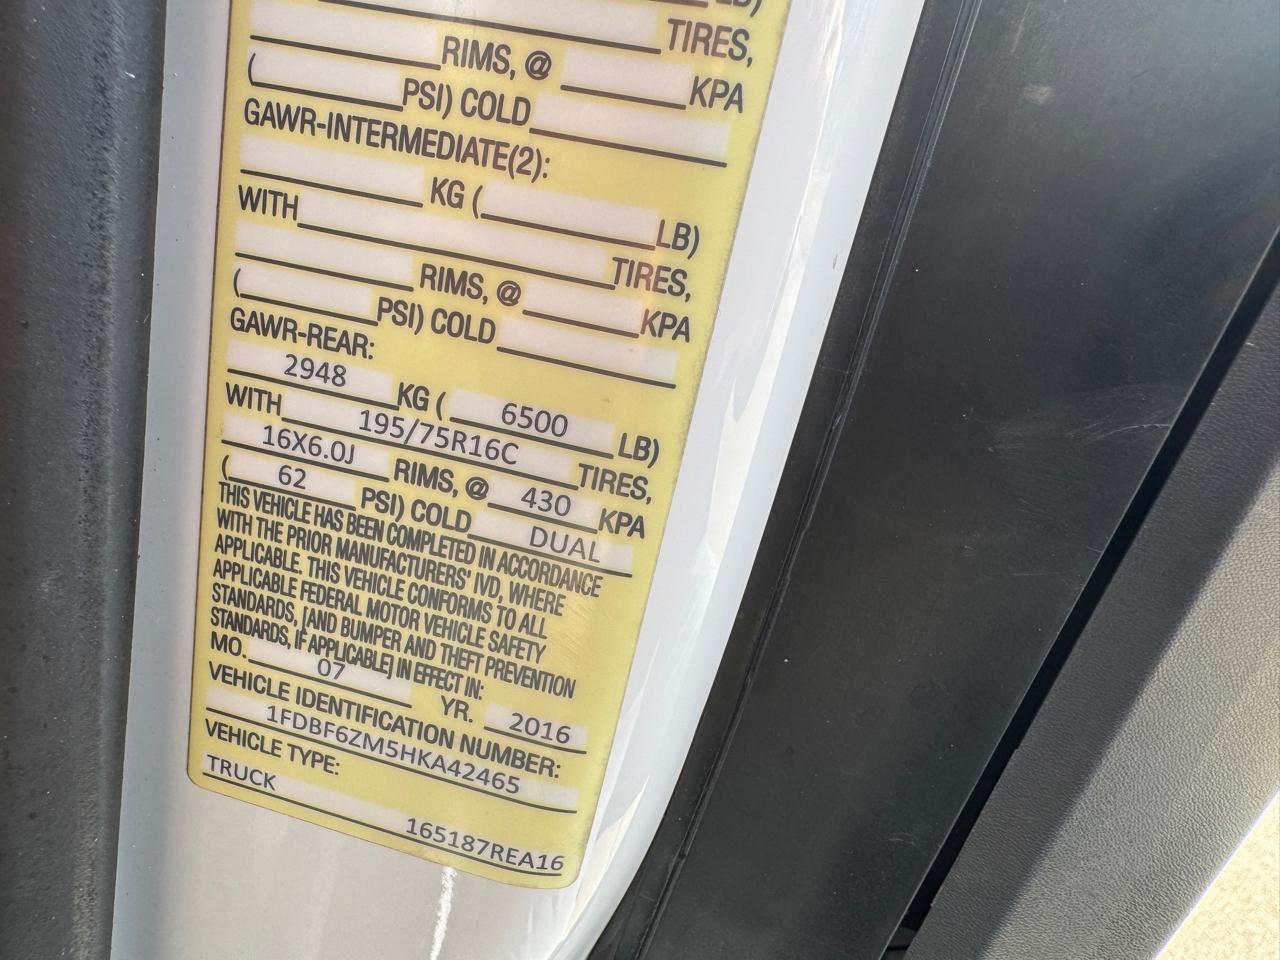 LB)
TIRES,
RIMS, @ KPA
( PSI) COLD
GAWR-INTERMEDIATE(2):
KG ( LB)
WITH TIRES,
RIMS, @ KPA
( PSI) COLD
GAWR-REAR:
2948 KG ( 6500 LB)
WITH 195/75R16C TIRES,
16X6.0J RIMS, @ 430 KPA
( 62 PSI) COLD DUAL
THIS VEHICLE HAS BEEN COMPLETED IN ACCORDANCE
WITH THE PRIOR MANUFACTURERS' IVD, WHERE
APPLICABLE. THIS VEHICLE CONFORMS TO ALL
APPLICABLE FEDERAL MOTOR VEHICLE SAFETY
STANDARDS, [AND BUMPER AND THEFT PREVENTION
STANDARDS, IF APPLICABLE] IN EFFECT IN:
MO. 07 YR. 2016
VEHICLE IDENTIFICATION NUMBER:
1FDBF6ZM5HKA42465
VEHICLE TYPE:
TRUCK
165187REA16